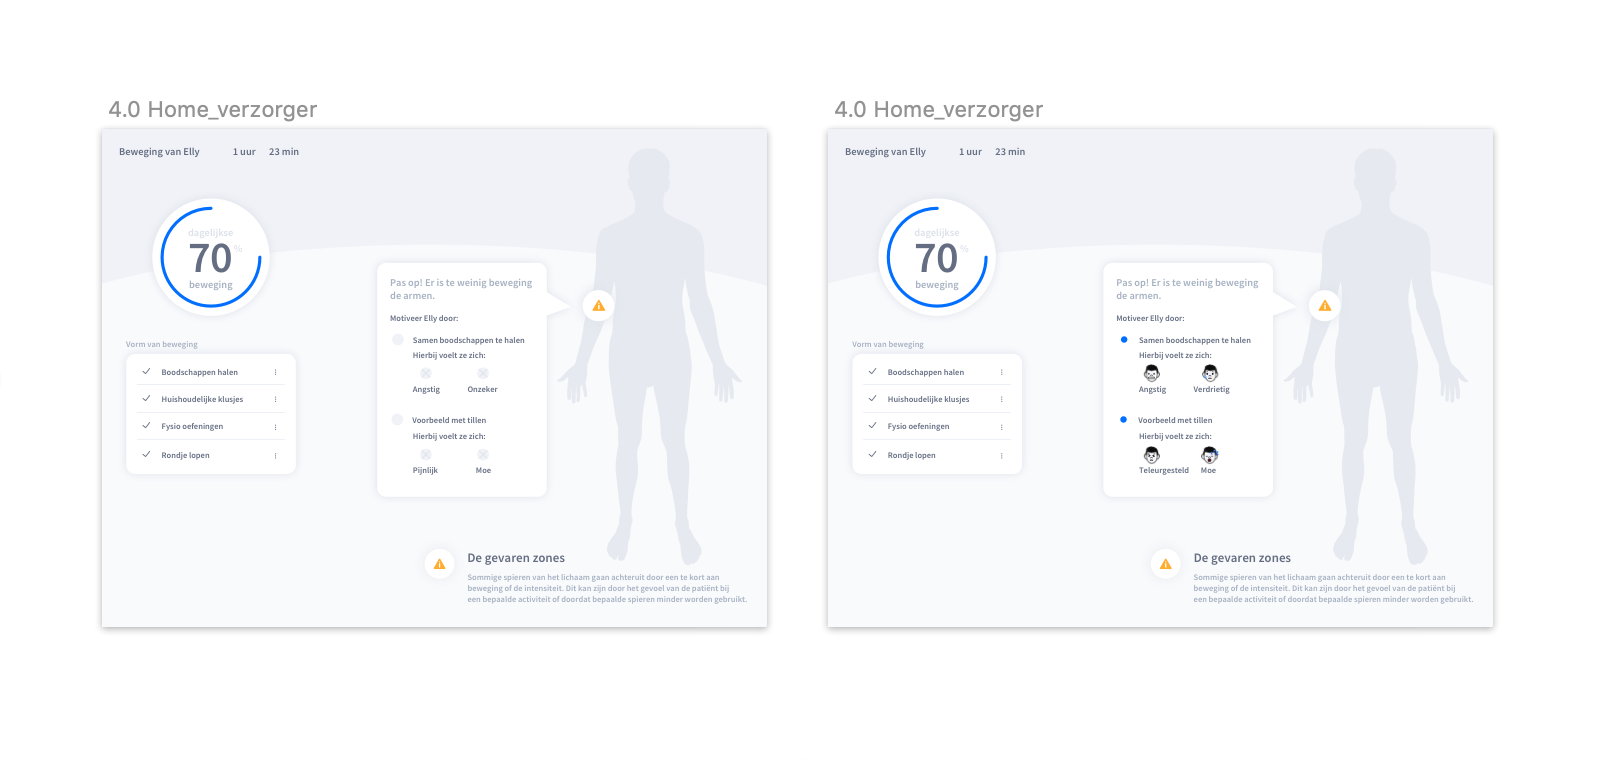 4.0 Home_verzorger
Beweging van Elly 1 uur 23 min
dagelijkse
70 %
beweging
Vorm van beweging
Boodschappen halen
Huishoudelijke klusjes
Fysio oefeningen
Rondje lopen
Pas op! Er is te weinig beweging
de armen.
Motiveer Elly door:
Samen boodschappen te halen
Hierbij voelt ze zich:
Angstig Onzeker
Voorbeeld met tillen
Hierbij voelt ze zich:
Pijnlijk Moe
De gevaren zones
Sommige spieren van het lichaam gaan achteruit door een te kort aan
beweging of de intensiteit. Dit kan zijn door het gevoel van de patiënt bij
een bepaalde activiteit of doordat bepaalde spieren minder worden gebruikt.
4.0 Home_verzorger
Beweging van Elly 1 uur 23 min
dagelijkse
70 %
beweging
Vorm van beweging
Boodschappen halen
Huishoudelijke klusjes
Fysio oefeningen
Rondje lopen
Pas op! Er is te weinig beweging
de armen.
Motiveer Elly door:
Samen boodschappen te halen
Hierbij voelt ze zich:
Angstig Verdrietig
Voorbeeld met tillen
Hierbij voelt ze zich:
Teleurgesteld Moe
De gevaren zones
Sommige spieren van het lichaam gaan achteruit door een te kort aan
beweging of de intensiteit. Dit kan zijn door het gevoel van de patiënt bij
een bepaalde activiteit of doordat bepaalde spieren minder worden gebruikt.